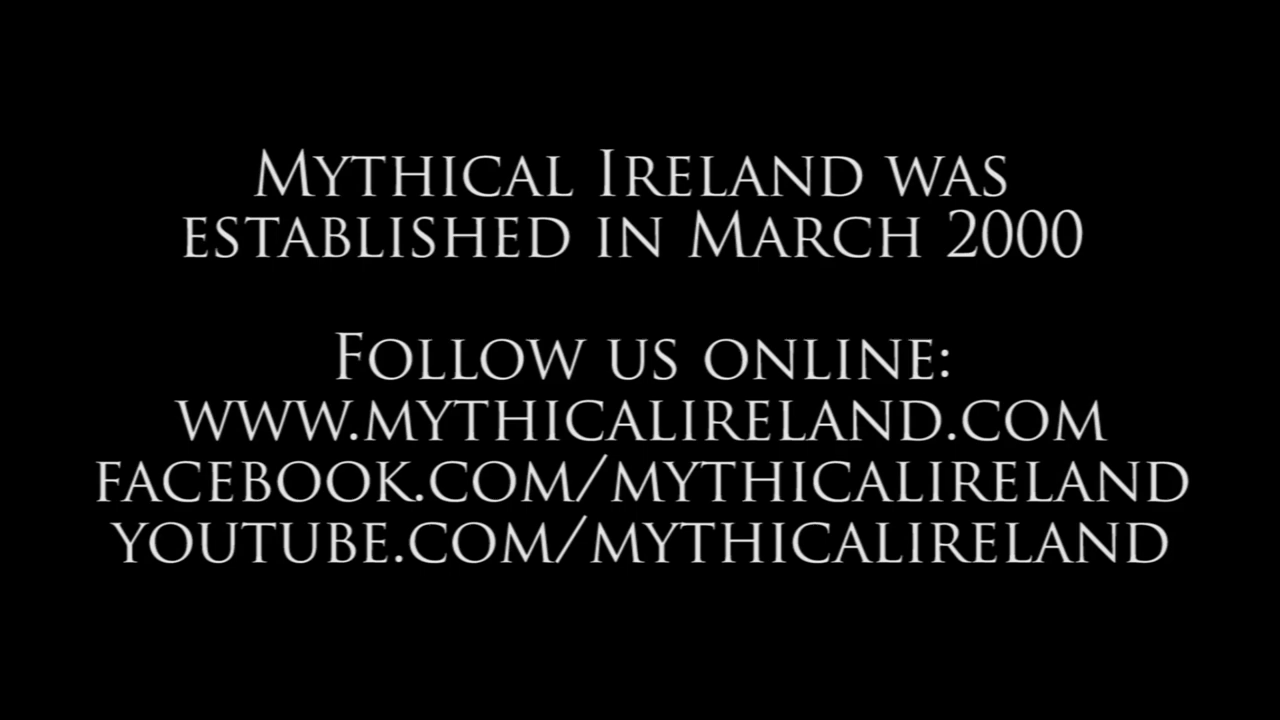 Mythical Ireland was
established in March 2000
Follow us online:
www.mythicalireland.com
facebook.com/mythicalireland
youtube.com/mythicalireland